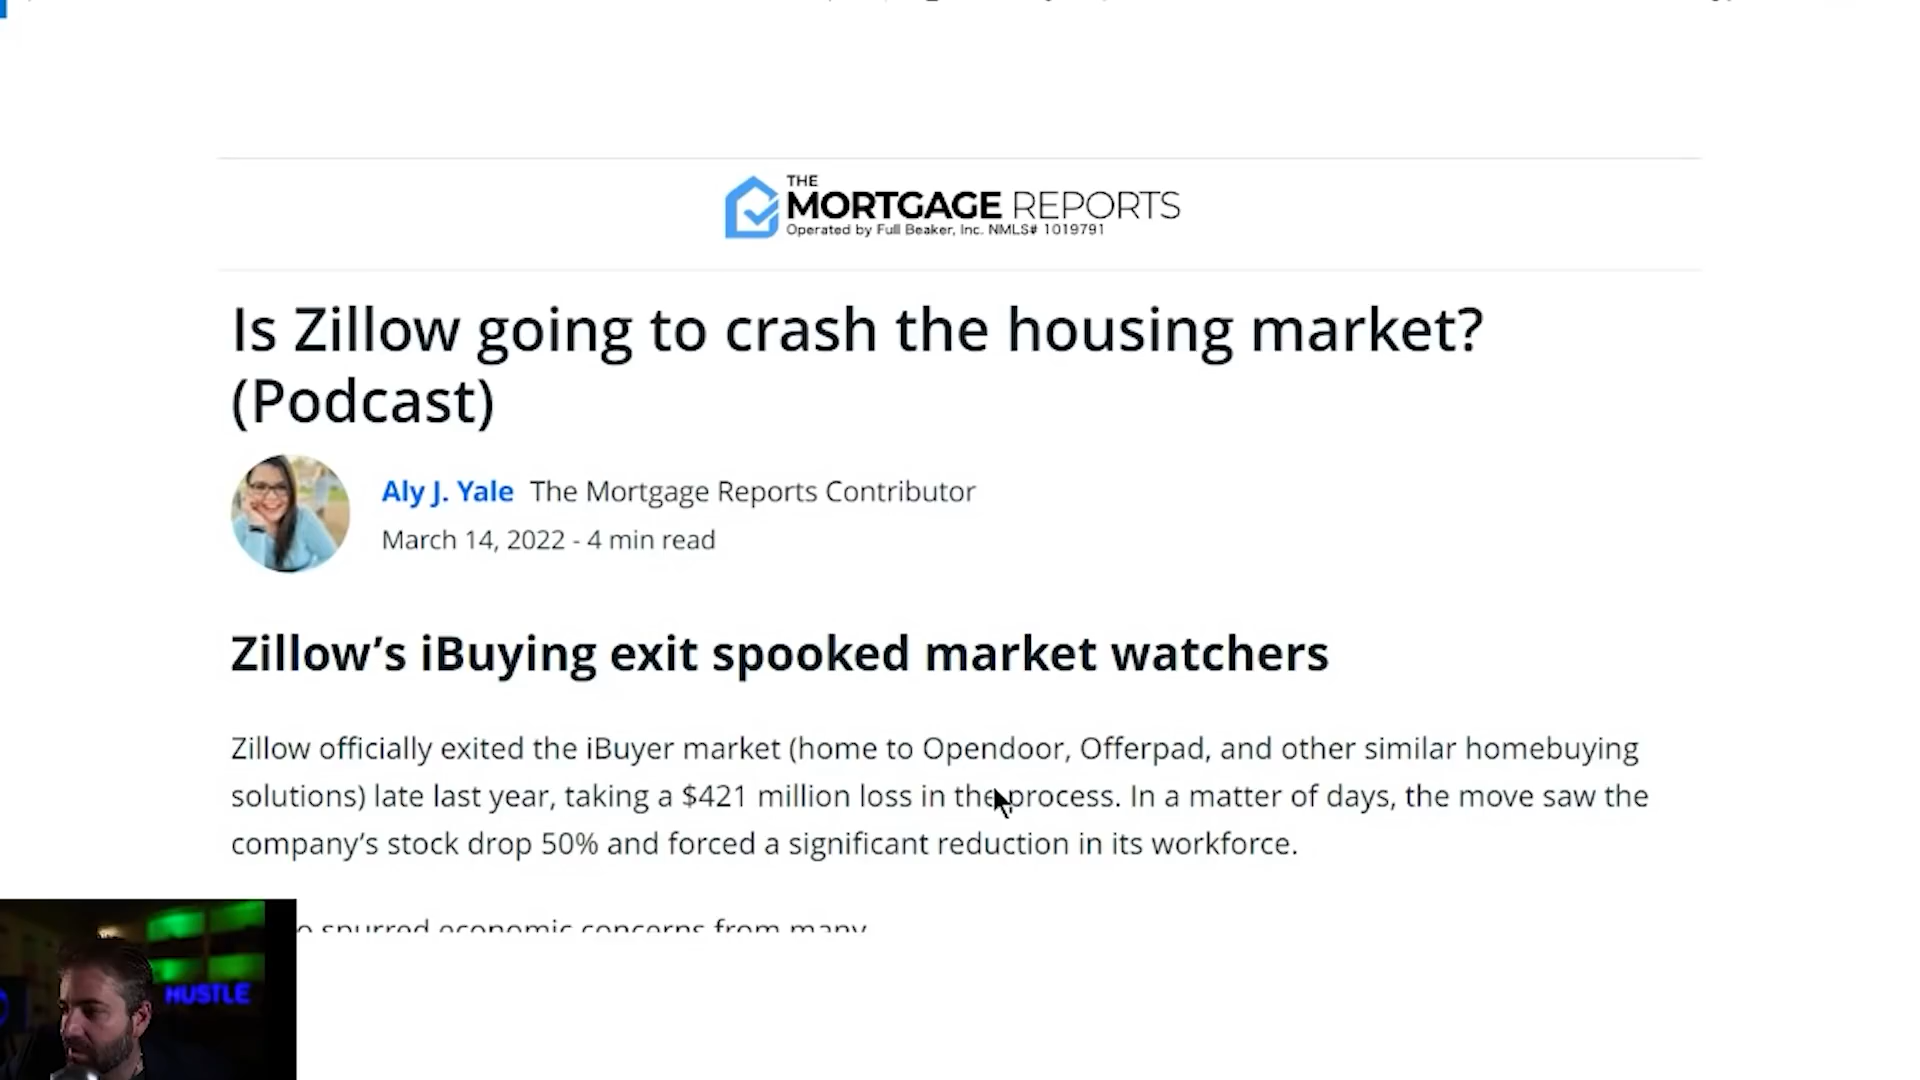 THE
MORTGAGE REPORTS
Operated by Full Beaker, Inc. NMLS# 1019791
Is Zillow going to crash the housing market?
(Podcast)
Aly J. Yale The Mortgage Reports Contributor
March 14, 2022 - 4 min read
Zillow’s iBuying exit spooked market watchers
Zillow officially exited the iBuyer market (home to Opendoor, Offerpad, and other similar homebuying
solutions) late last year, taking a $421 million loss in the process. In a matter of days, the move saw the
company’s stock drop 50% and forced a significant reduction in its workforce.
spurred economic concerns from many
HUSTLE